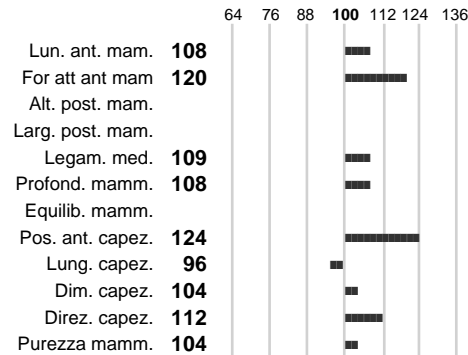 64 76 88 100 112 124 136
Lun. ant. mam. 108
For att ant mam 120
Alt. post. mam.
Larg. post. mam.
Legam. med. 109
Profond. mamm. 108
Equilib. mamm.
Pos. ant. capez. 124
Lung. capez. 96
Dim. capez. 104
Direz. capez. 112
Purezza mamm. 104